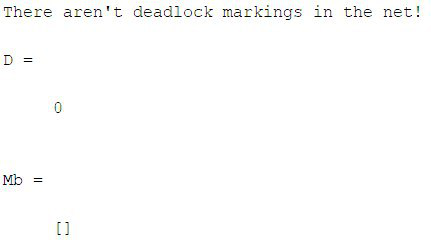 There aren't deadlock markings in the net!
D =
0
Mb =
[]